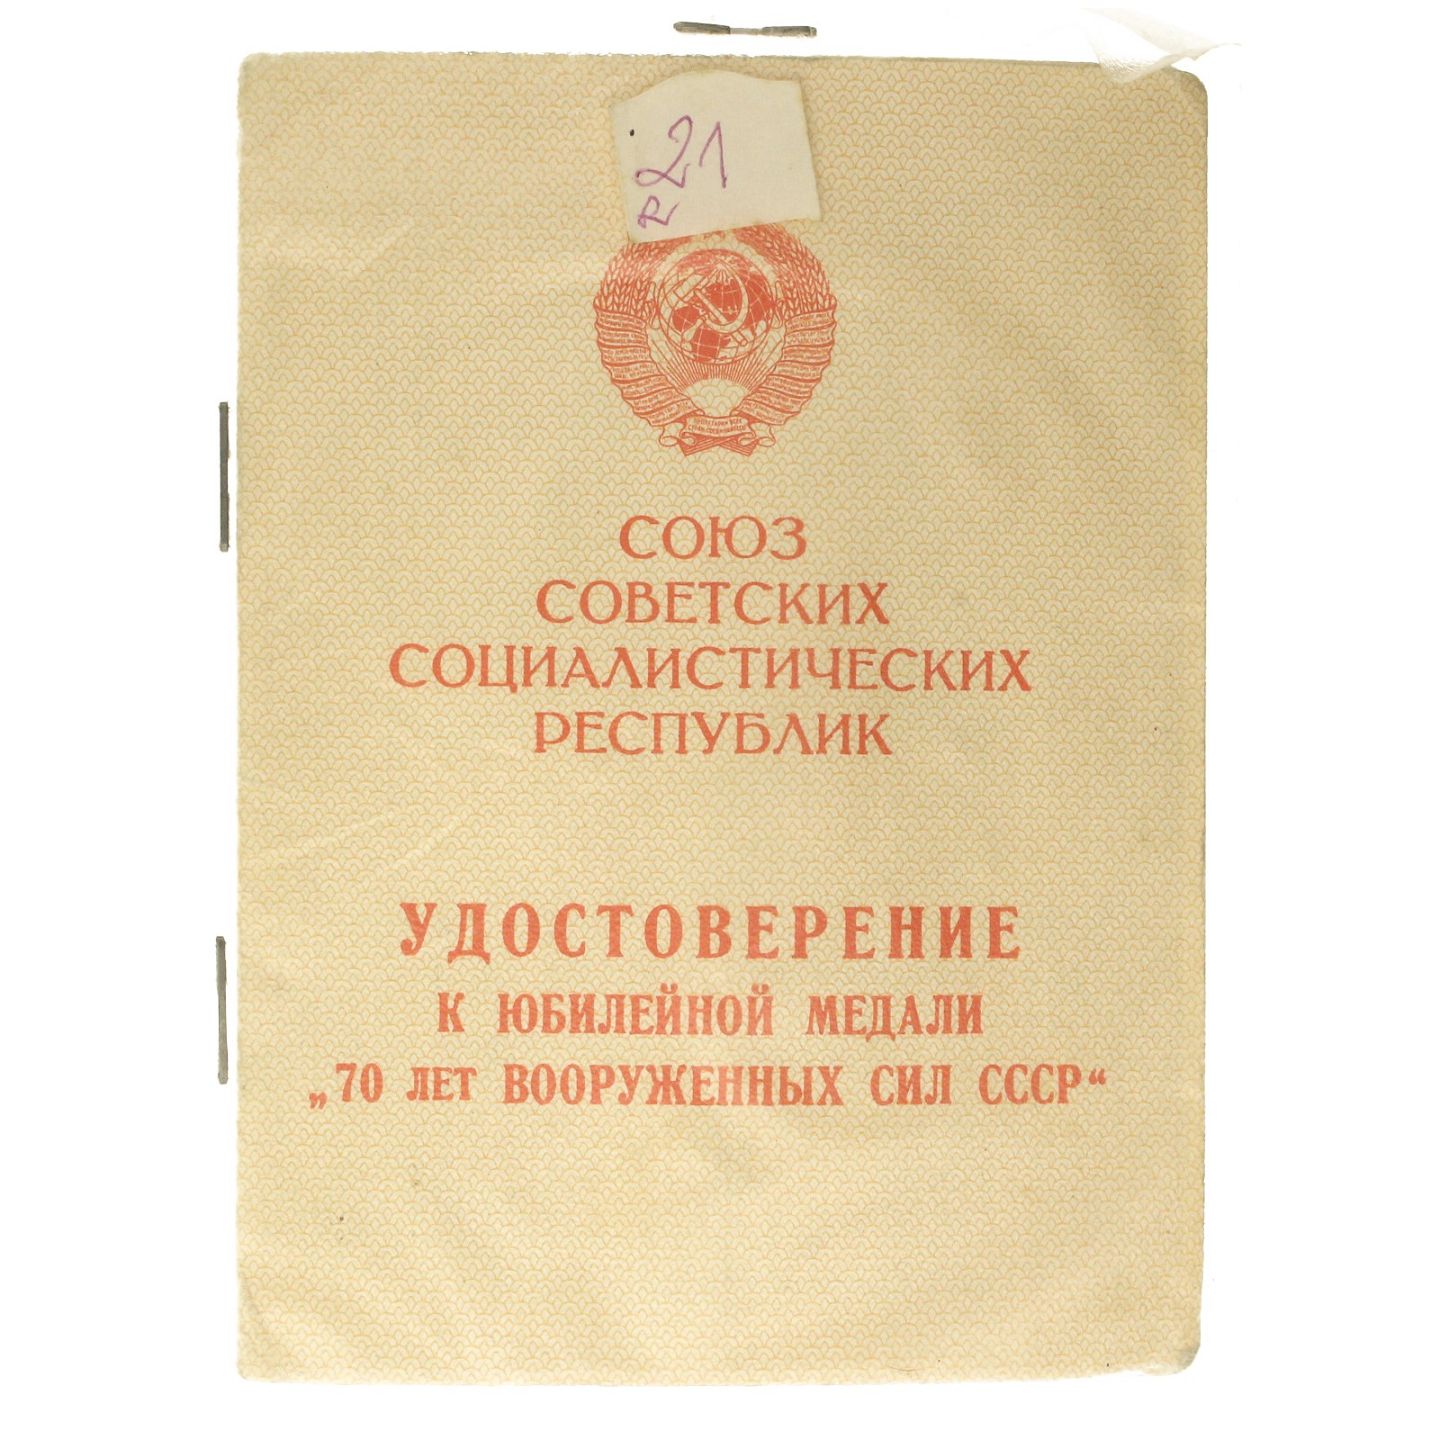 21
СОЮЗ
СОВЕТСКИХ
СОЦИАЛИСТИЧЕСКИХ
РЕСПУБЛИК
УДОСТОВЕРЕНИЕ
К ЮБИЛЕЙНОЙ МЕДАЛИ
„70 ЛЕТ ВООРУЖЕННЫХ СИЛ СССР“